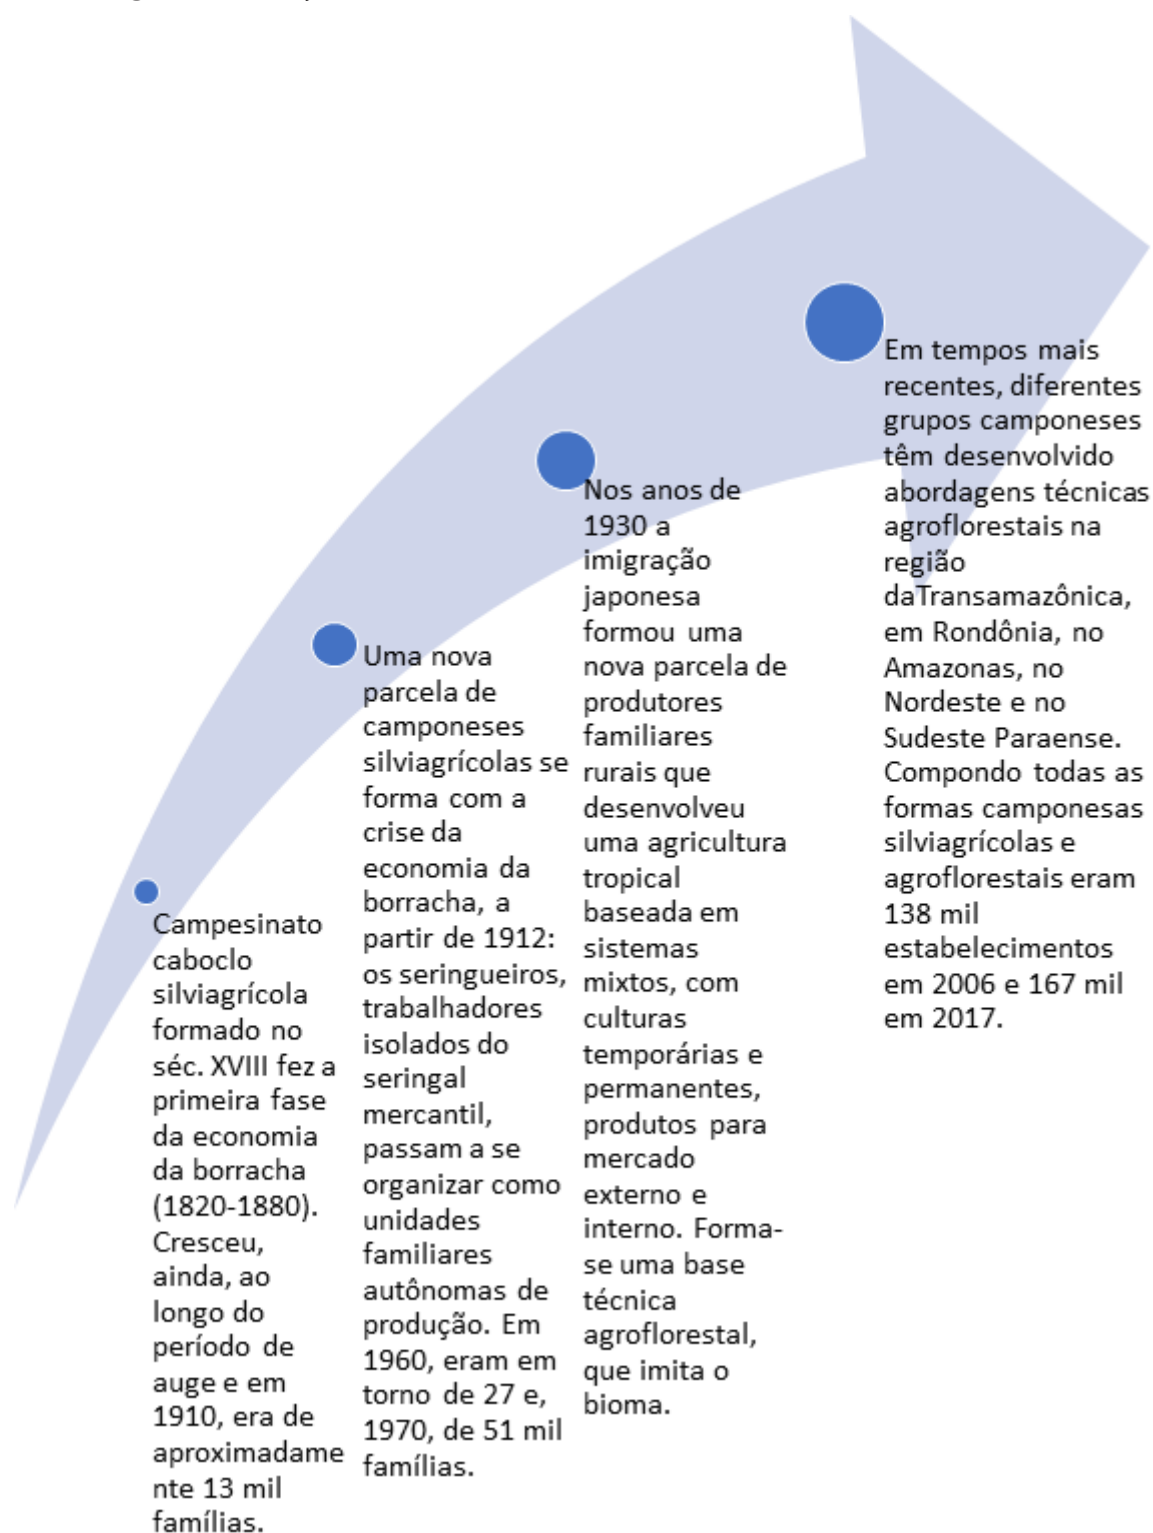 Campesinato
caboclo
silviagrícola
formado no
séc. XVIII fez a
primeira fase
da economia
da borracha
(1820-1880).
Cresceu,
ainda, ao
longo do
período de
auge e em
1910, era de
aproximadame
nte 13 mil
famílias.
Uma nova
parcela de
camponeses
silviagrícolas se
forma com a
crise da
economia da
borracha, a
partir de 1912:
os seringueiros,
trabalhadores
isolados do
seringal
mercantil,
passam a se
organizar como
unidades
familiares
autônomas de
produção. Em
1960, eram em
torno de 27 e,
1970, de 51 mil
famílias.
Nos anos de
1930 a
imigração
japonesa
formou uma
nova parcela de
produtores
familiares
rurais que
desenvolveu
uma agricultura
tropical
baseada em
sistemas
mixtos, com
culturas
temporárias e
permanentes,
produtos para
mercado
externo e
interno. Forma-
se uma base
técnica
agroflorestal,
que imita o
bioma.
Em tempos mais
recentes, diferentes
grupos camponeses
têm desenvolvido
abordagens técnicas
agroflorestais na
região
daTransamazônica,
em Rondônia, no
Amazonas, no
Nordeste e no
Sudeste Paraense.
Compondo todas as
formas camponesas
silviagrícolas e
agroflorestais eram
138 mil
estabelecimentos
em 2006 e 167 mil
em 2017.